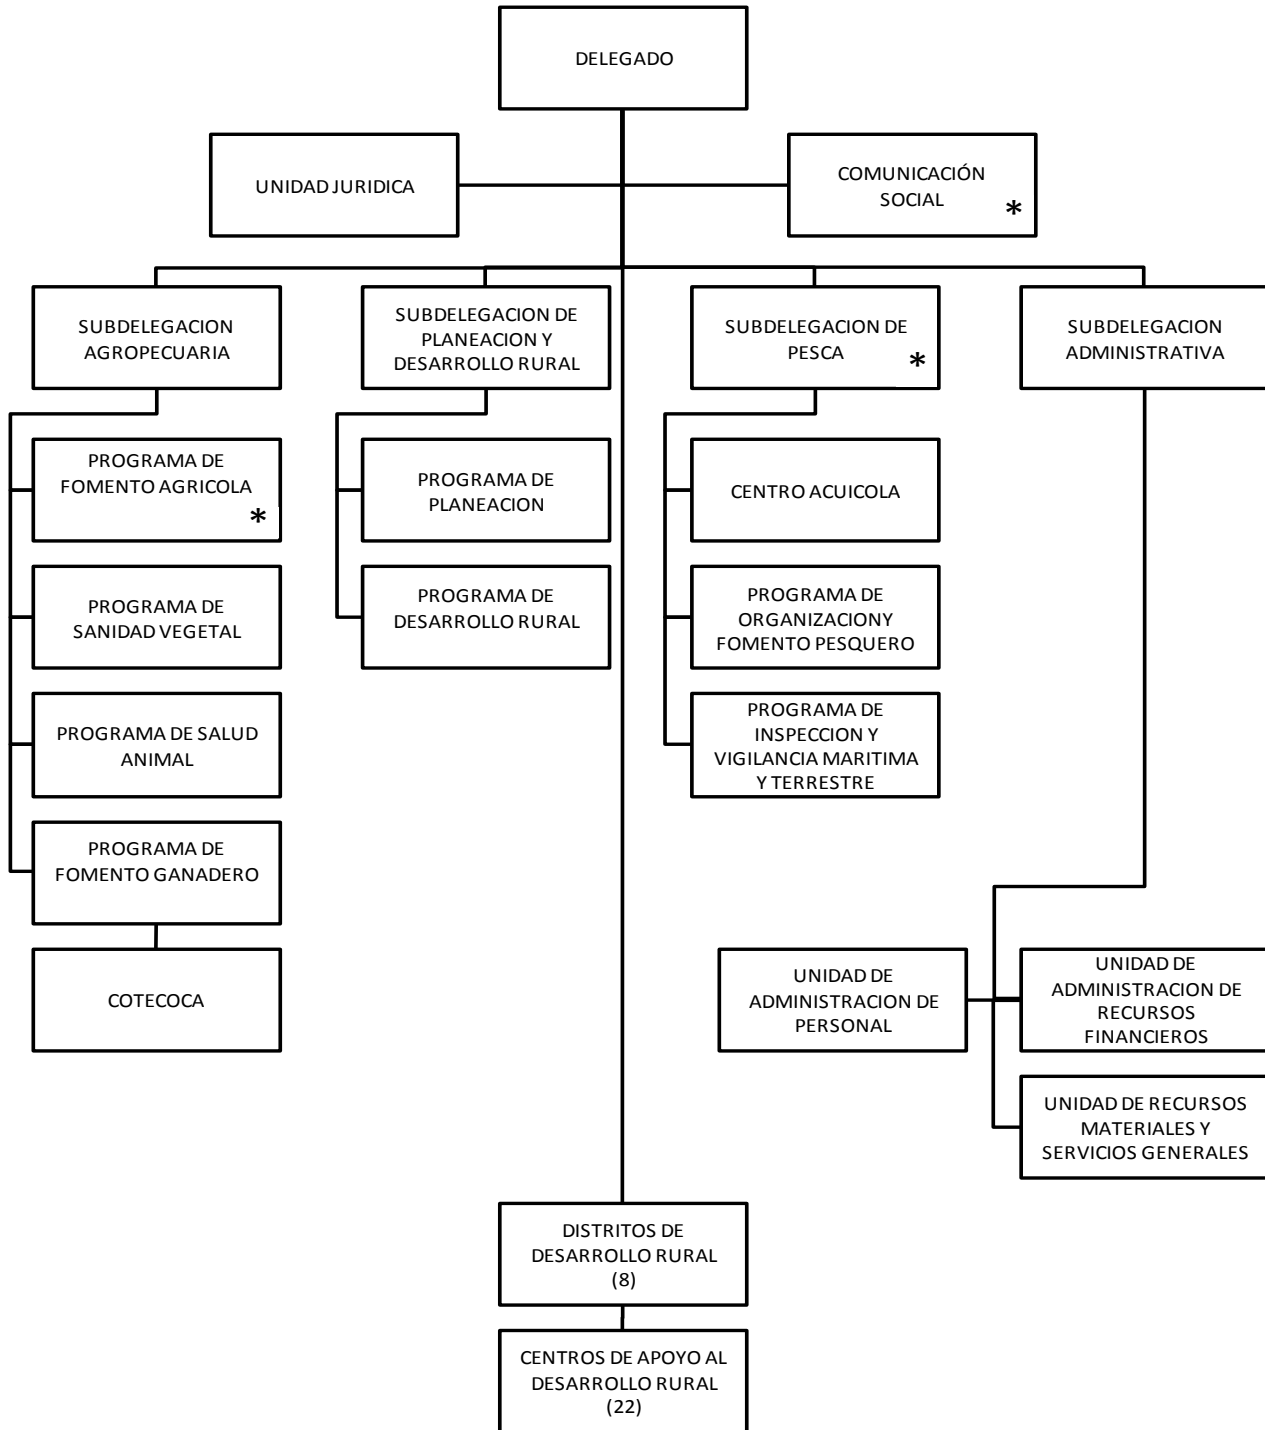 DELEGADO
UNIDAD JURIDICA
COMUNICACIÓN
SOCIAL
*
SUBDELEGACION
AGROPECUARIA
SUBDELEGACION DE
PLANEACION Y
DESARROLLO RURAL
SUBDELEGACION DE
PESCA
*
SUBDELEGACION
ADMINISTRATIVA
PROGRAMA DE
FOMENTO AGRICOLA
*
PROGRAMA DE
PLANEACION
CENTRO ACUICOLA
PROGRAMA DE
SANIDAD VEGETAL
PROGRAMA DE
DESARROLLO RURAL
PROGRAMA DE
ORGANIZACIONY
FOMENTO PESQUERO
PROGRAMA DE SALUD
ANIMAL
PROGRAMA DE
INSPECCION Y
VIGILANCIA MARITIMA
Y TERRESTRE
PROGRAMA DE
FOMENTO GANADERO
COTECOCA
UNIDAD DE
ADMINISTRACION DE
PERSONAL
UNIDAD DE
ADMINISTRACION DE
RECURSOS
FINANCIEROS
UNIDAD DE RECURSOS
MATERIALES Y
SERVICIOS GENERALES
DISTRITOS DE
DESARROLLO RURAL
(8)
CENTROS DE APOYO AL
DESARROLLO RURAL
(22)